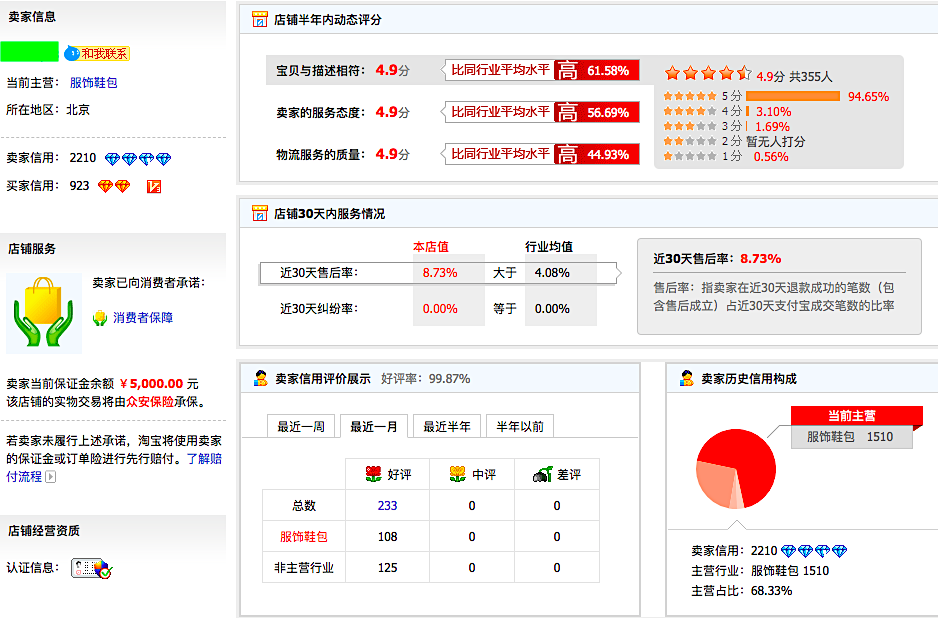 卖家信息
和我联系
当前主营： 服饰鞋包
所在地区： 北京
卖家信用： 2210
买家信用： 923
店铺服务
卖家已向消费者承诺：
消费者保障
卖家当前保证金余额 ￥5,000.00 元
该店铺的实物交易将由众安保险承保。
若卖家未履行上述承诺，淘宝将使用卖家
的保证金或订单险进行先行赔付。了解赔
付流程
店铺经营资质
认证信息：
店铺半年内动态评分
宝贝与描述相符： 4.9分 比同行业平均水平 高 61.58%
卖家的服务态度： 4.9分 比同行业平均水平 高 56.69%
物流服务的质量： 4.9分 比同行业平均水平 高 44.93%
4.9分 共355人
5 分 94.65%
4 分 3.10%
3 分 1.69%
2 分 暂无人打分
1 分 0.56%
店铺30天内服务情况
本店值 行业均值
近30天售后率： 8.73% 大于 4.08%
近30天纠纷率： 0.00% 等于 0.00%
近30天售后率： 8.73%
售后率：指卖家在近30天退款成功的笔数（包
含售后成立）占近30天支付宝成交笔数的比率
卖家信用评价展示 好评率：99.87%
最近一周 最近一月 最近半年 半年以前
好评 中评 差评
总数 233 0 0
服饰鞋包 108 0 0
非主营行业 125 0 0
卖家历史信用构成
当前主营
服饰鞋包 1510
卖家信用： 2210
主营行业： 服饰鞋包 1510
主营占比： 68.33%